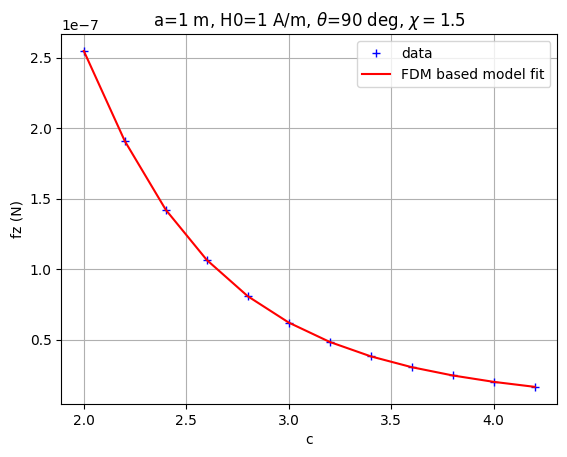 a=1 m, H0=1 A/m, θ=90 deg, χ = 1.5
1e−7
data
FDM based model fit
2.5
2.0
1.5
1.0
0.5
fz (N)
2.0 2.5 3.0 3.5 4.0
c